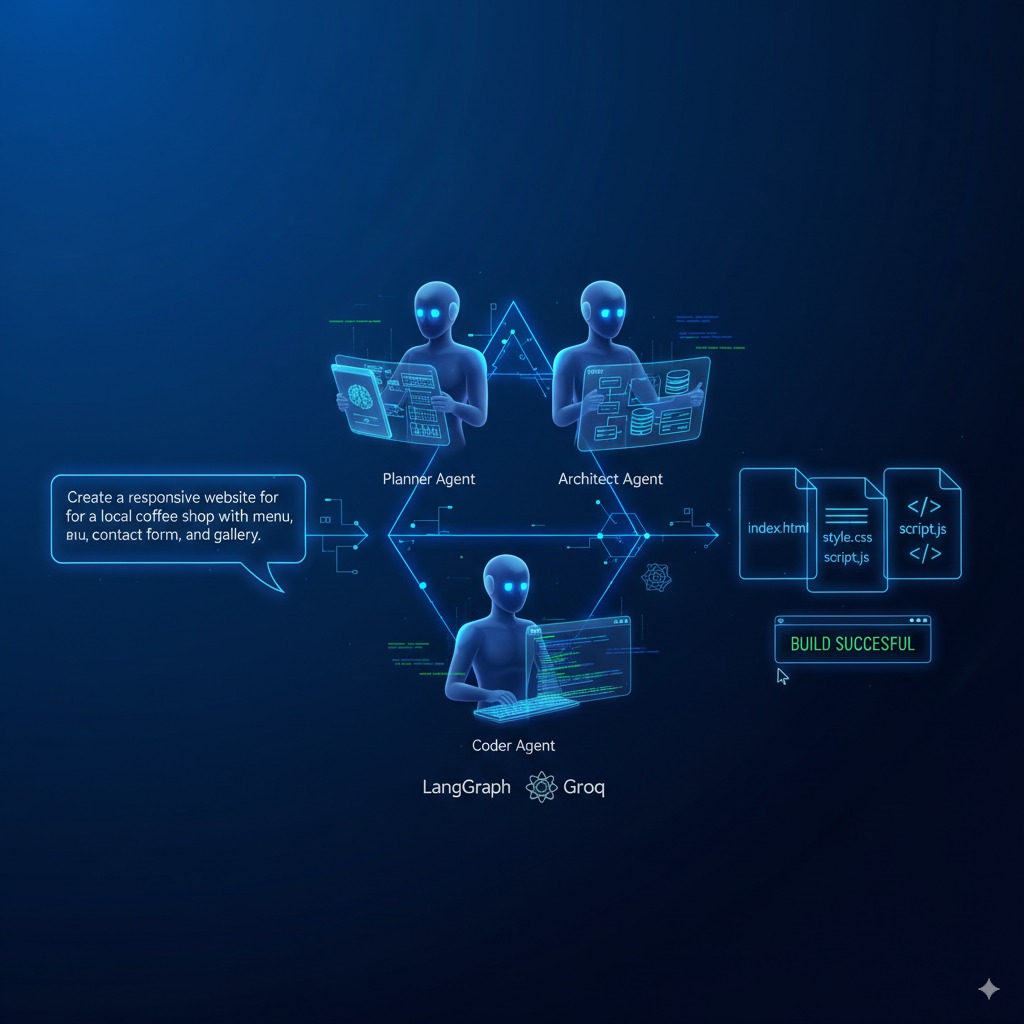 Planner Agent
Architect Agent
Create a responsive website for
for a local coffee shop with menu,
contact form, and gallery.
index.html
style.css
script.js
</>
script.js
</>
BUILD SUCCESFUL
Coder Agent
LangGraph Groq